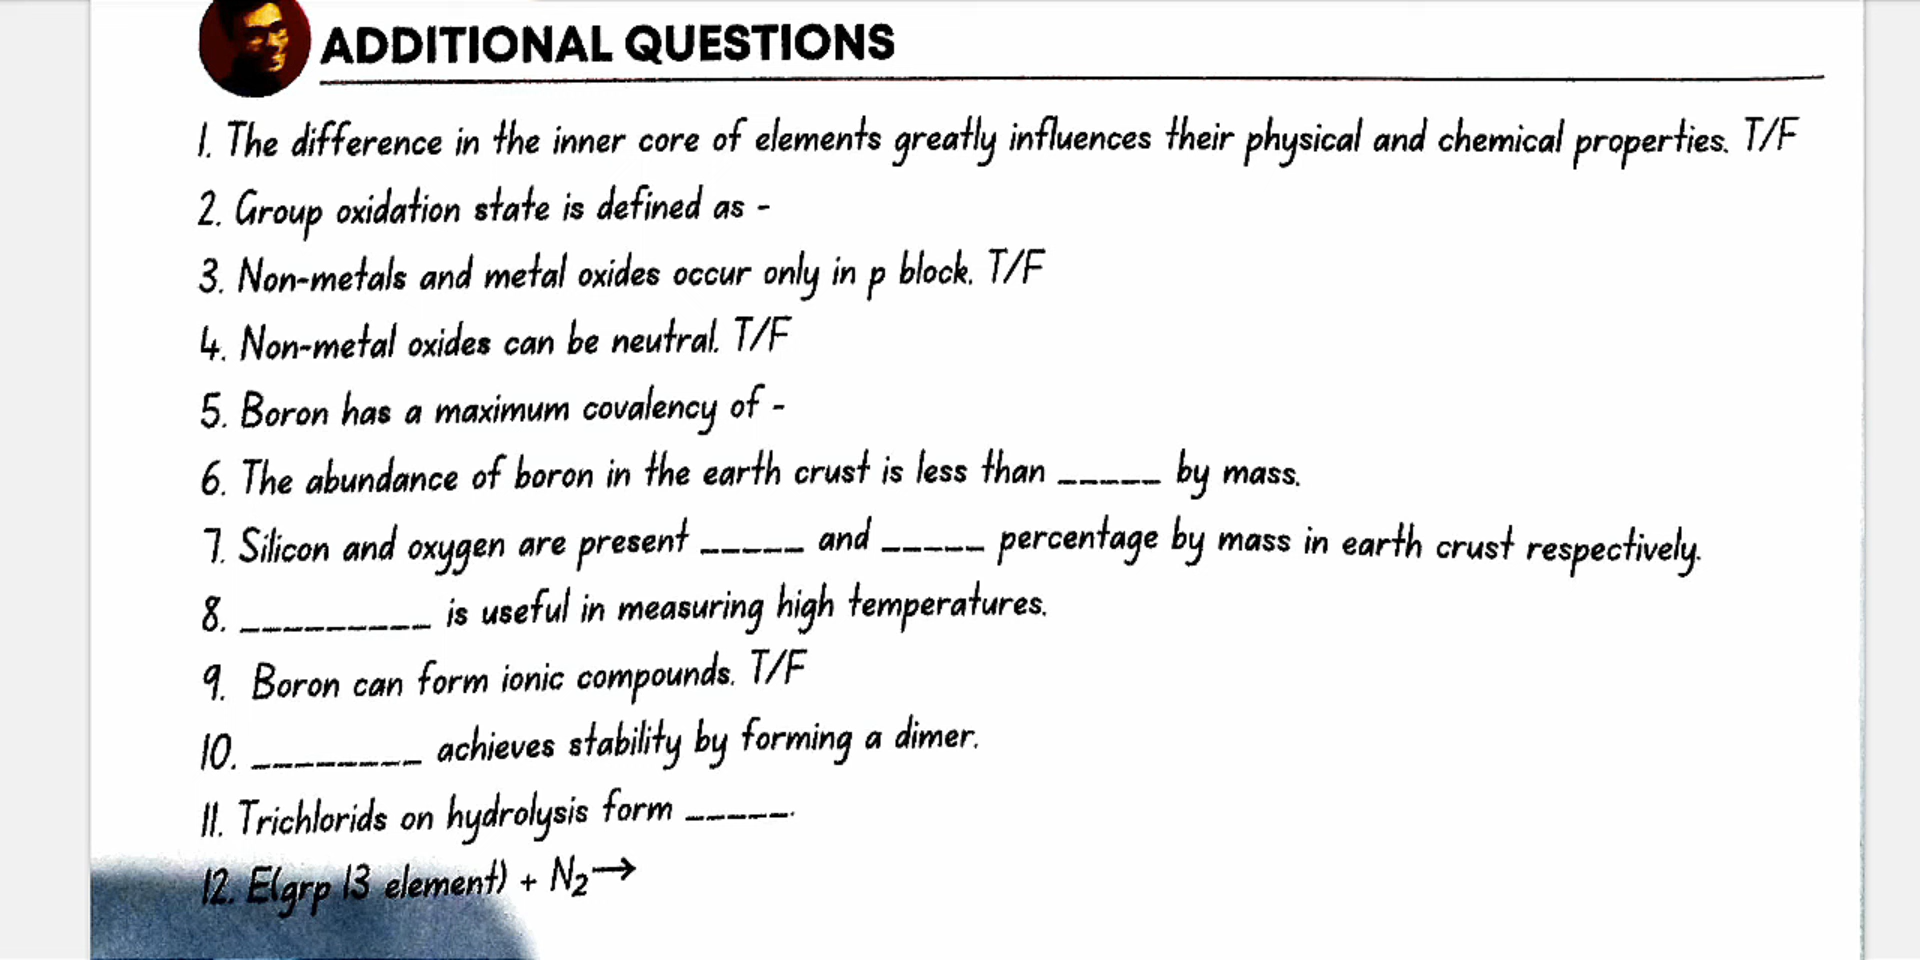 ADDITIONAL QUESTIONS
1. The difference in the inner core of elements greatly influences their physical and chemical properties. T/F
2. Group oxidation state is defined as -
3. Non-metals and metal oxides occur only in p block. T/F
4. Non-metal oxides can be neutral. T/F
5. Boron has a maximum covalency of -
6. The abundance of boron in the earth crust is less than _____ by mass.
7. Silicon and oxygen are present _____ and _____ percentage by mass in earth crust respectively.
8. _________ is useful in measuring high temperatures.
9. Boron can form ionic compounds. T/F
10. ________ achieves stability by forming a dimer.
11. Trichlorids on hydrolysis form _____.
12. E(grp 13 element) + N₂→